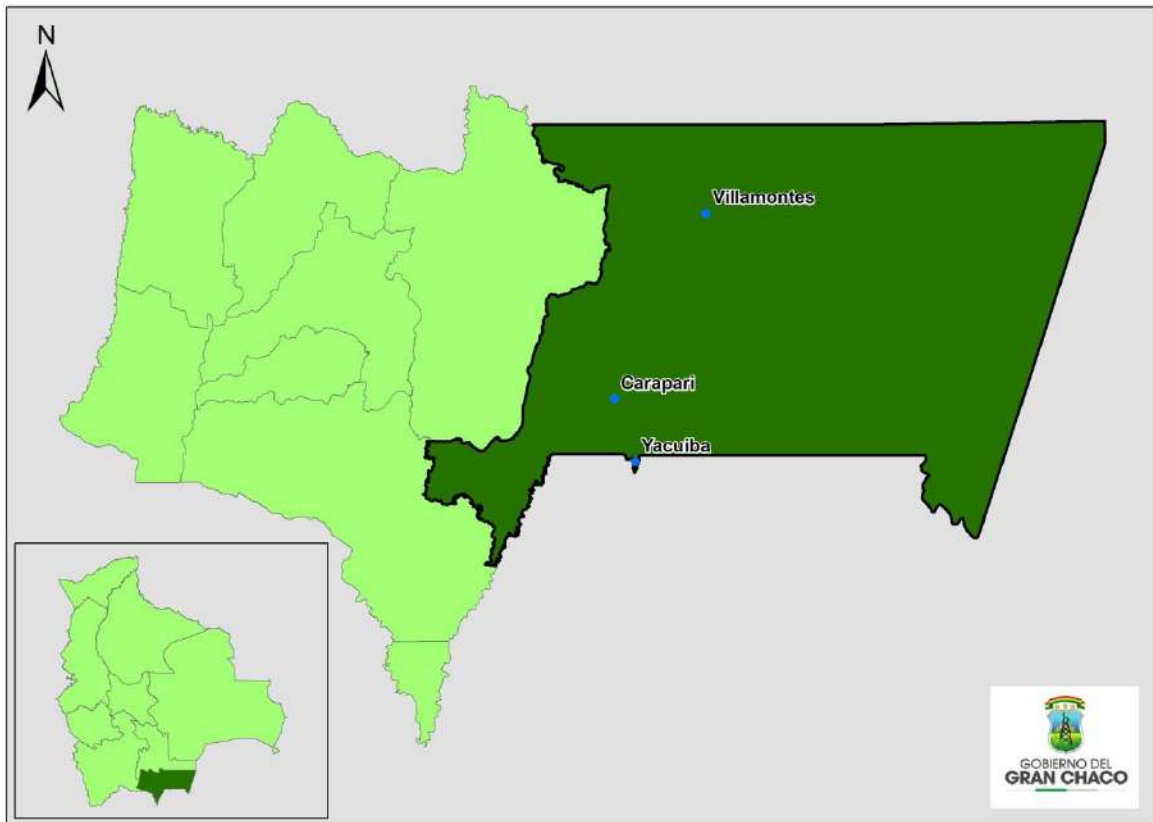 N
Villamontes
Carapari
Yacuiba
GOBIERNO DEL
GRAN CHACO